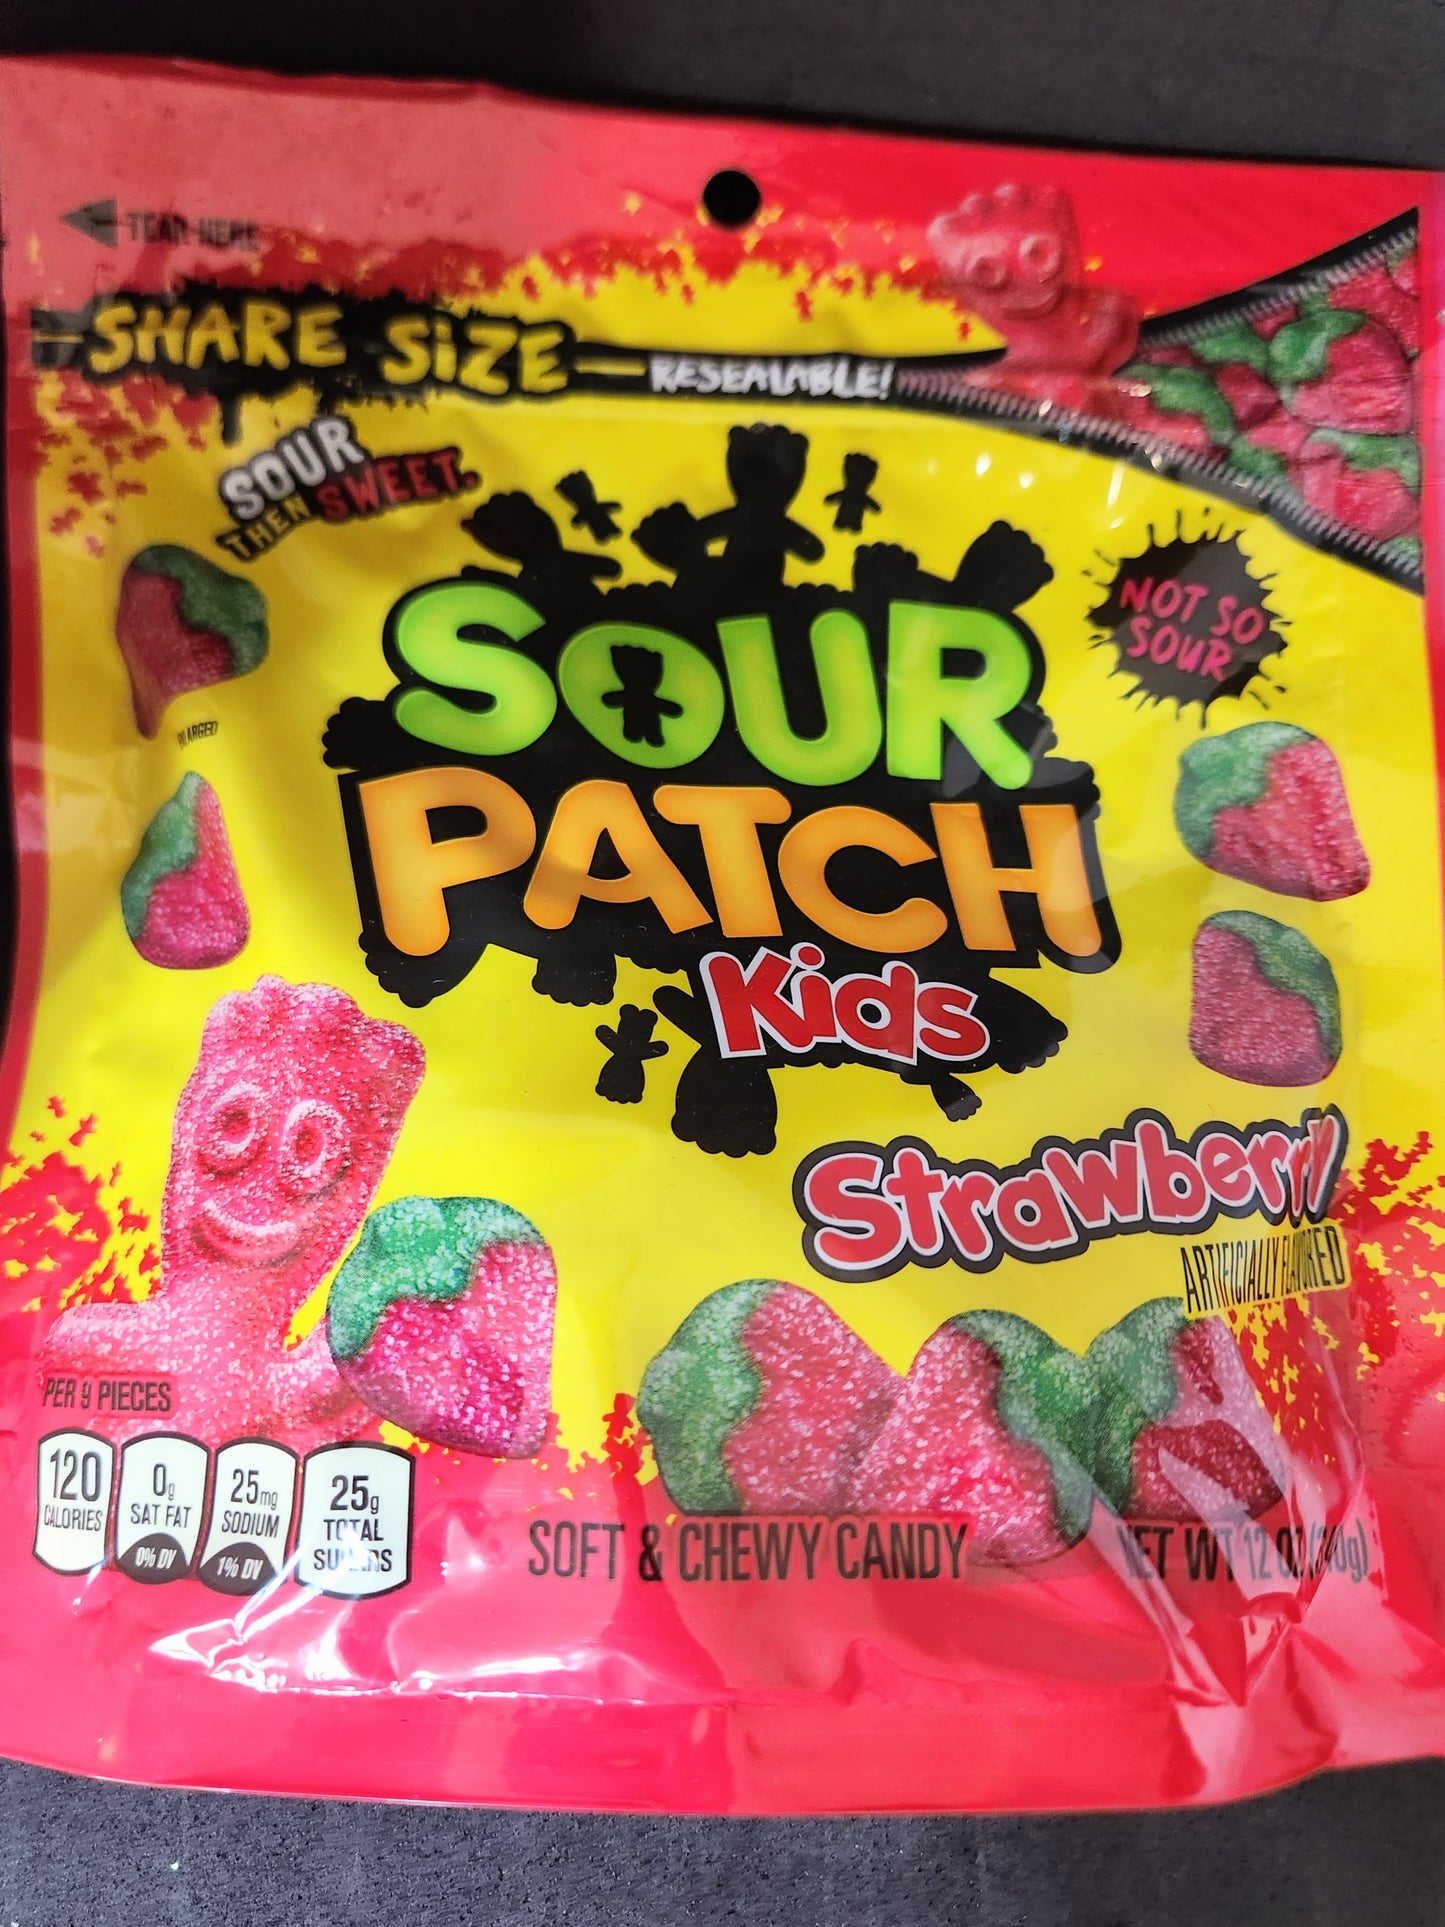 TEAR HERE
SHARE SIZE
RESEALABLE!
SOUR
THEN SWEET.
NOT SO
SOUR
ENLARGED
SOUR
PATCH
Kids
Strawberry
ARTIFICIALLY FLAVORED
PER 9 PIECES
120
CALORIES
0g
SAT FAT
0% DV
25mg
SODIUM
1% DV
25g
TOTAL
SUGARS
SOFT & CHEWY CANDY
NET WT 12 OZ (340g)